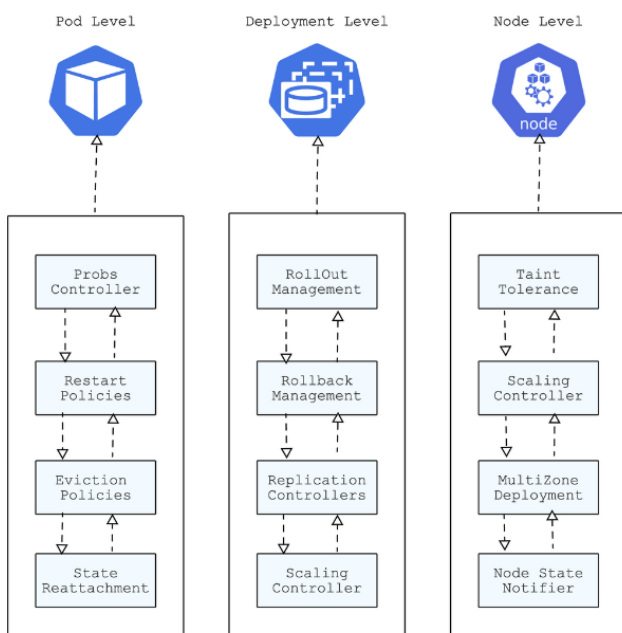 Pod Level
Deployment Level
Node Level
node
Probs
Controller
Restart
Policies
Eviction
Policies
State
Reattachment
RollOut
Management
Rollback
Management
Replication
Controllers
Scaling
Controller
Taint
Tolerance
Scaling
Controller
MultiZone
Deployment
Node State
Notifier